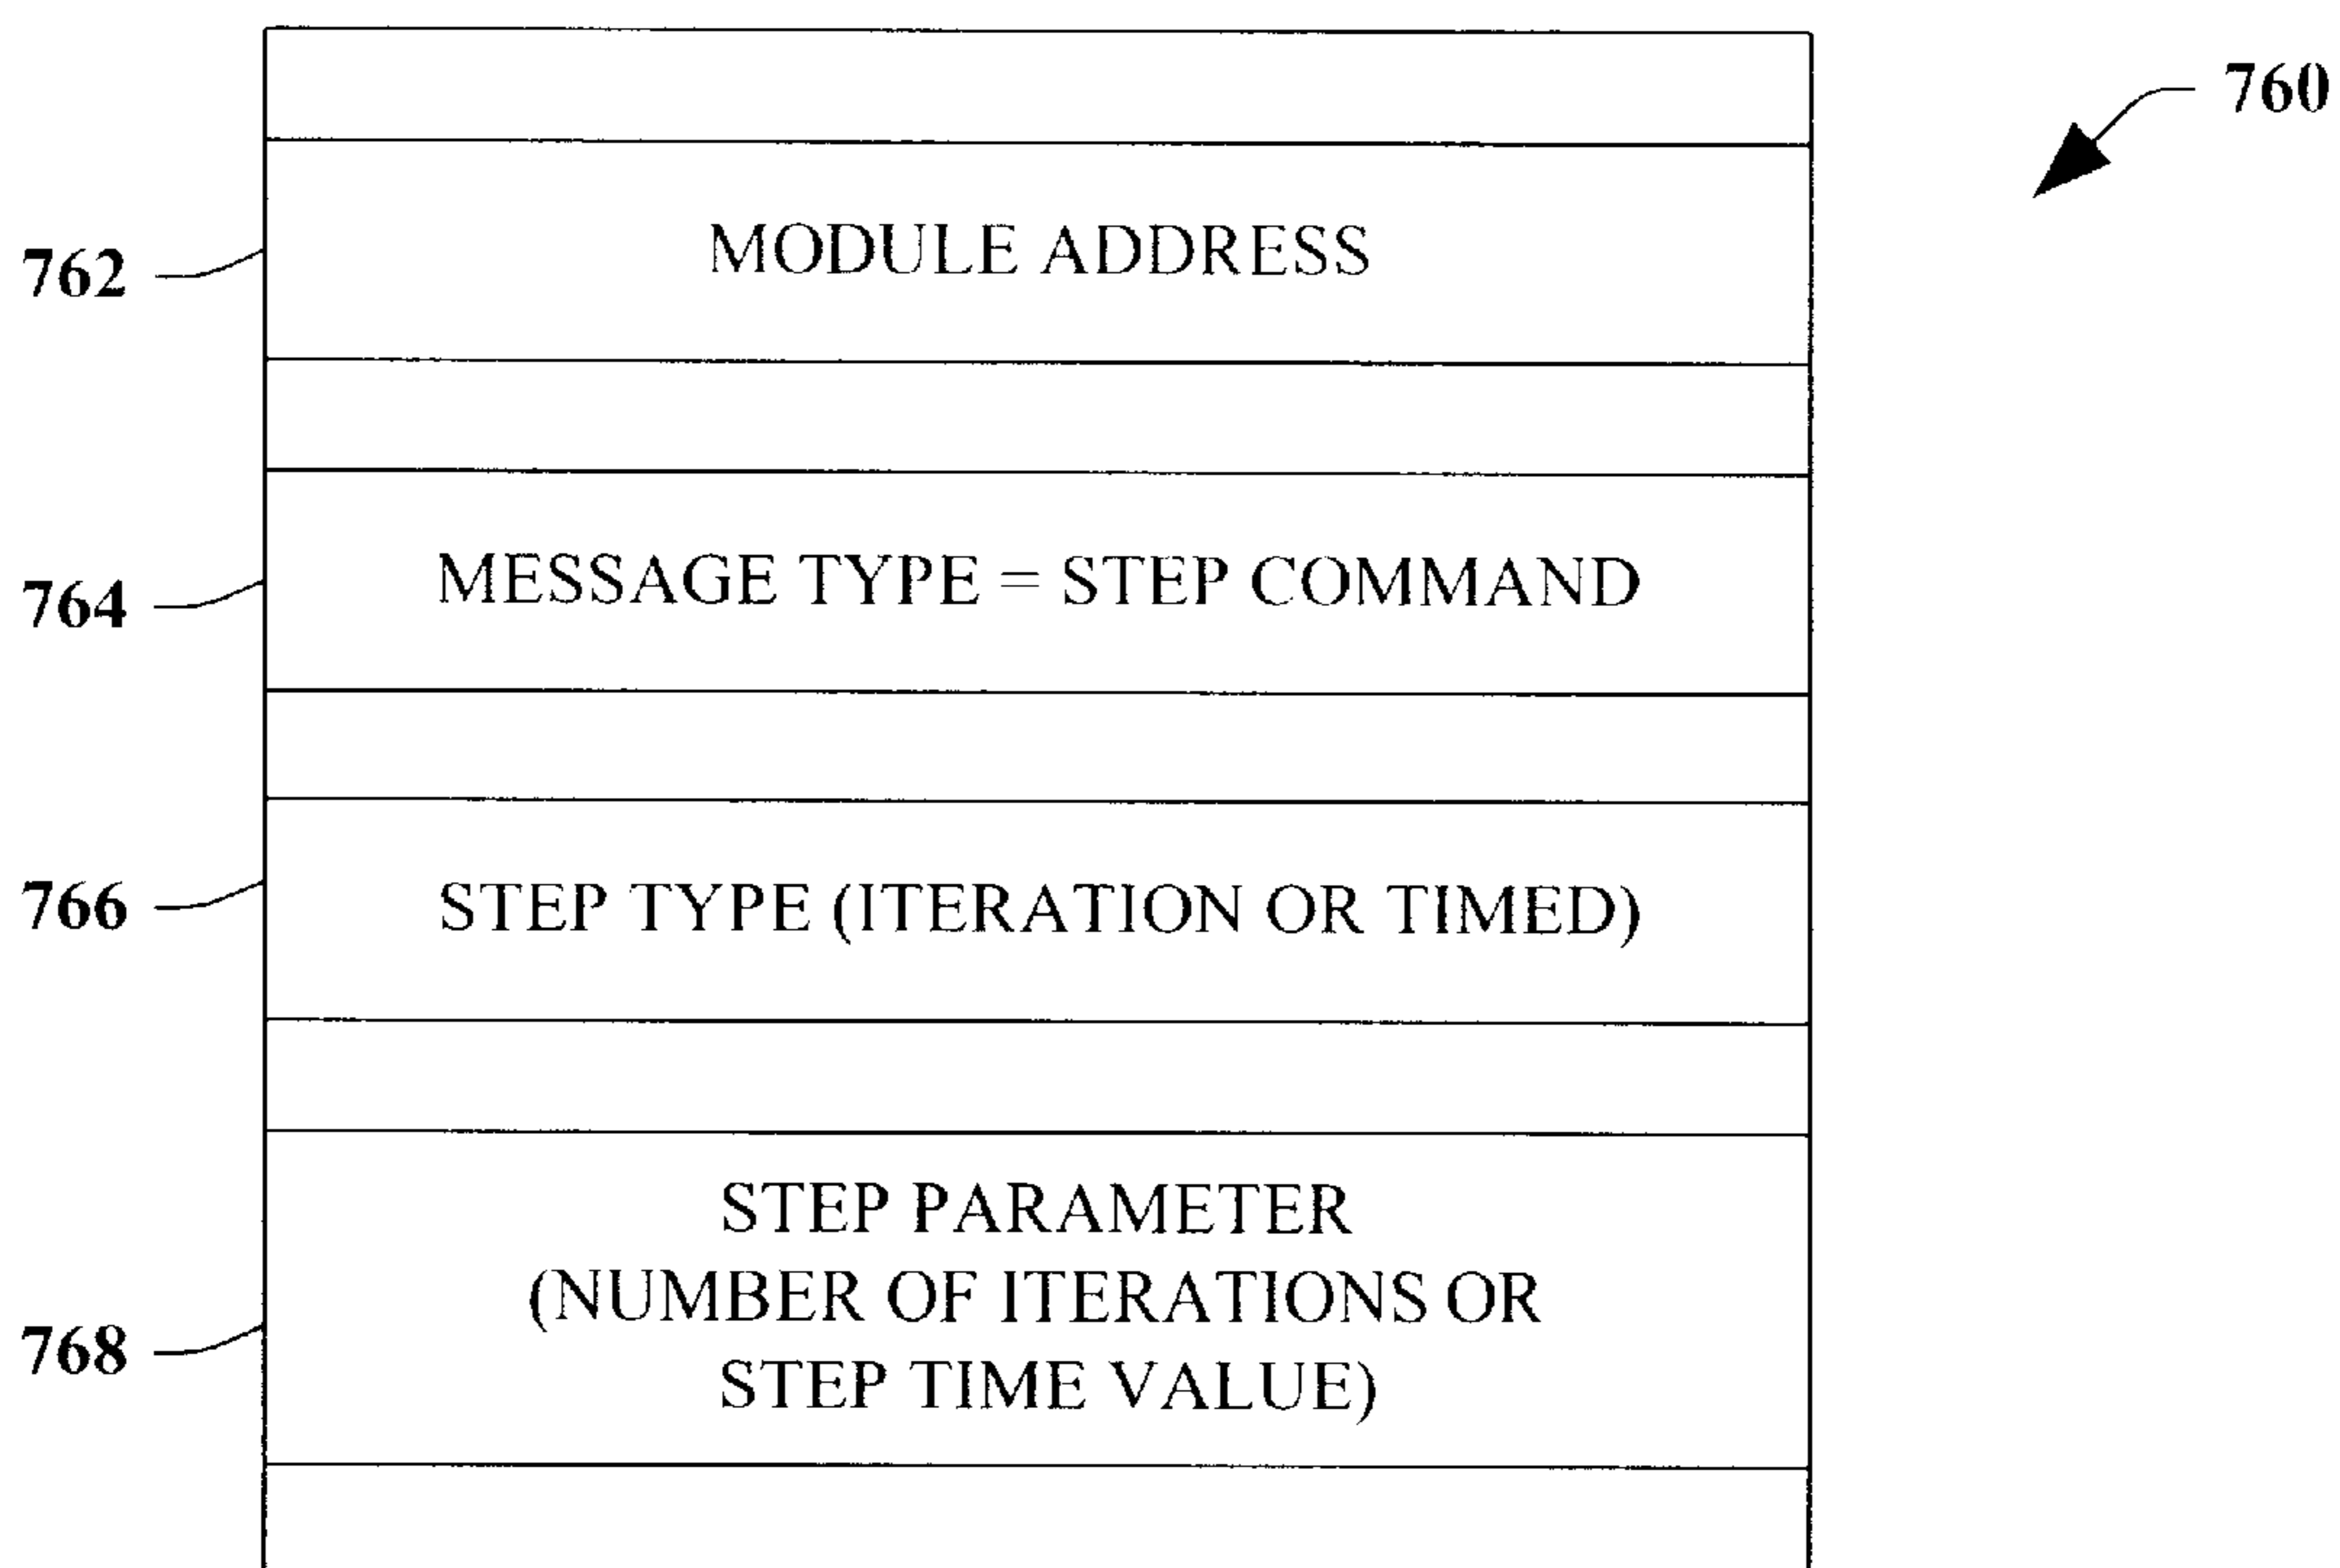 760
762
MODULE ADDRESS
764
MESSAGE TYPE = STEP COMMAND
766
STEP TYPE (ITERATION OR TIMED)
STEP PARAMETER
(NUMBER OF ITERATIONS OR
768
STEP TIME VALUE)